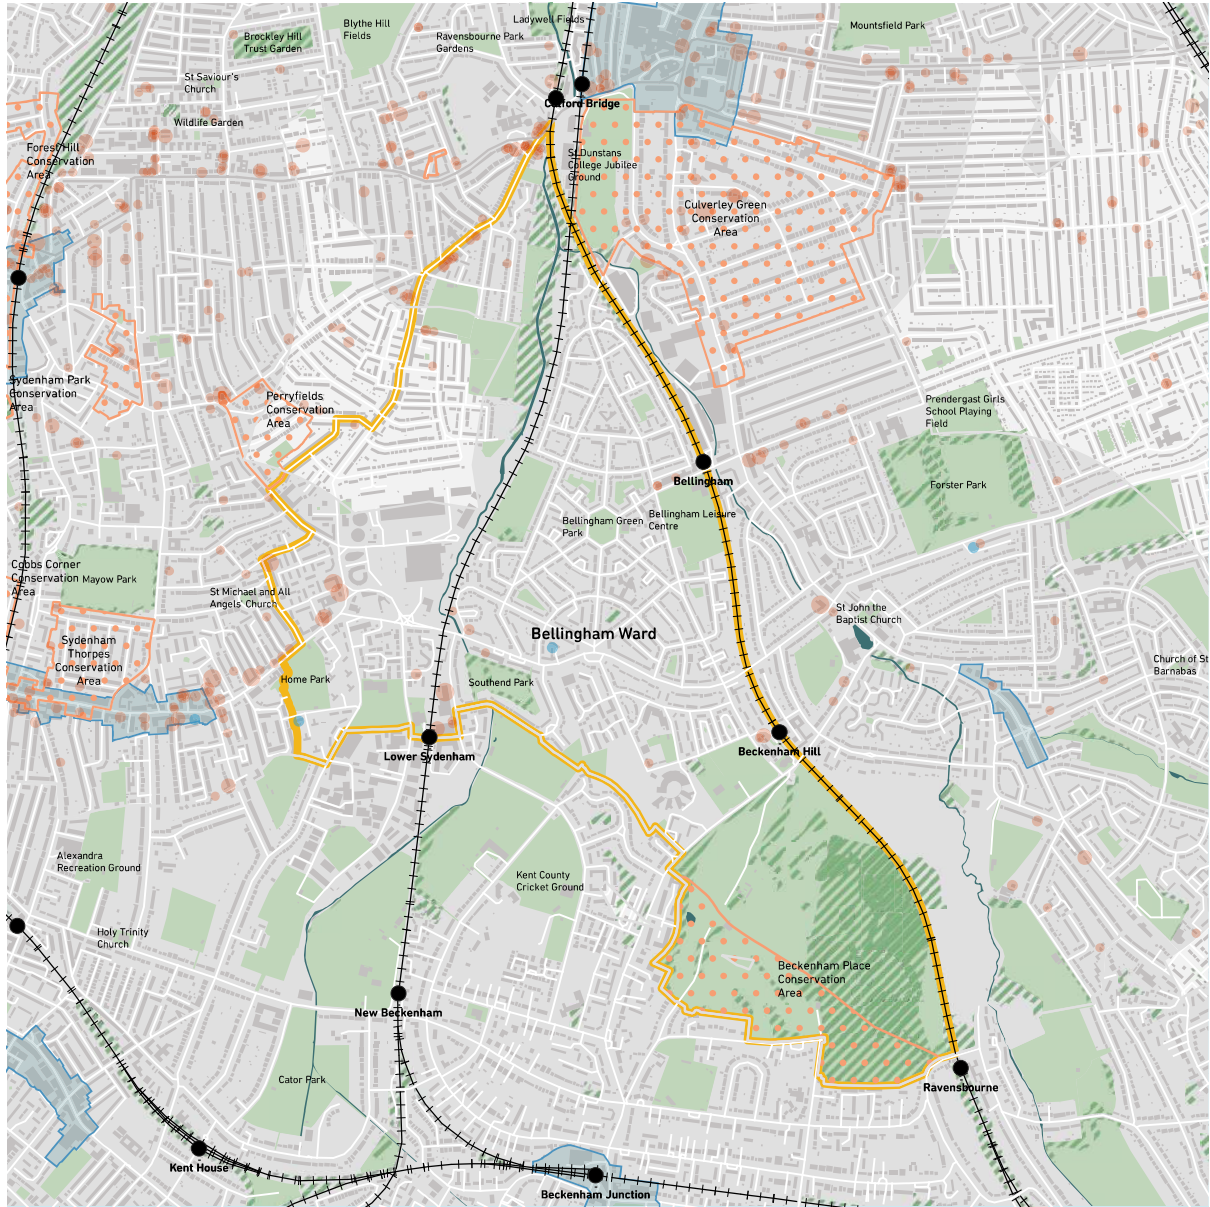 Ladywell Fields
Blythe Hill
Fields
Mountsfield Park
Brockley Hill
Trust Garden
Ravensbourne Park
Gardens
St Saviour's
Church
Catford Bridge
Wildlife Garden
Forest Hill
Conservation
Area
St Dunstans
College Jubilee
Ground
Culverley Green
Conservation
Area
Sydenham Park
Conservation
Area
Perryfields
Conservation
Area
Prendergast Girls
School Playing
Field
Bellingham
Forster Park
Bellingham Green
Park
Bellingham Leisure
Centre
Cobbs Corner
Conservation
Area
Mayow Park
St Michael and All
Angels' Church
St John the
Baptist Church
Bellingham Ward
Sydenham
Thorpes
Conservation
Area
Church of St
Barnabas
Home Park
Southend Park
Lower Sydenham
Beckenham Hill
Alexandra
Recreation Ground
Kent County
Cricket Ground
Holy Trinity
Church
Beckenham Place
Conservation
Area
New Beckenham
Cator Park
Ravensbourne
Kent House
Beckenham Junction